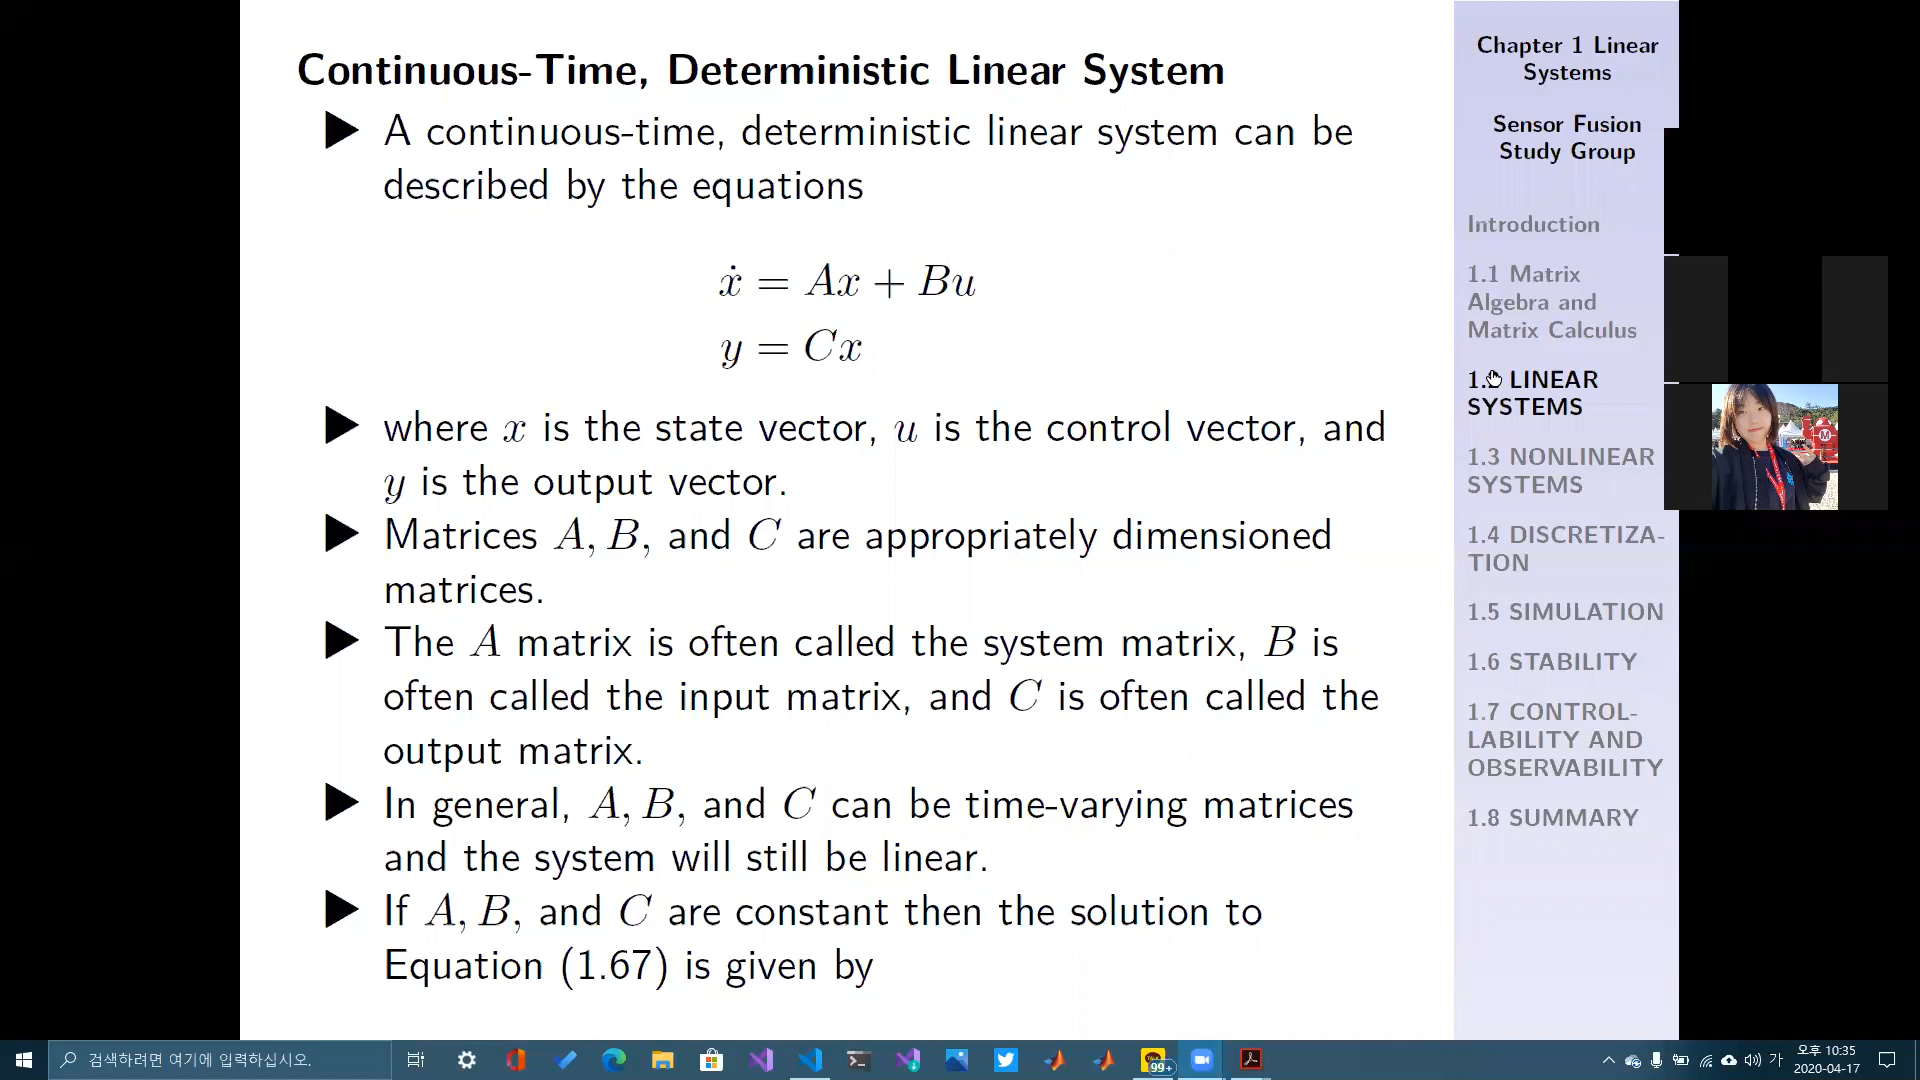 Continuous-Time, Deterministic Linear System
▶ A continuous-time, deterministic linear system can be
described by the equations
ẋ = Ax + Bu
y = Cx
▶ where x is the state vector, u is the control vector, and
y is the output vector.
▶ Matrices A, B, and C are appropriately dimensioned
matrices.
▶ The A matrix is often called the system matrix, B is
often called the input matrix, and C is often called the
output matrix.
▶ In general, A, B, and C can be time-varying matrices
and the system will still be linear.
▶ If A, B, and C are constant then the solution to
Equation (1.67) is given by
Chapter 1 Linear
Systems
Sensor Fusion
Study Group
Introduction
1.1 Matrix
Algebra and
Matrix Calculus
1.2 LINEAR
SYSTEMS
1.3 NONLINEAR
SYSTEMS
1.4 DISCRETIZA-
TION
1.5 SIMULATION
1.6 STABILITY
1.7 CONTROL-
LABILITY AND
OBSERVABILITY
1.8 SUMMARY
M
검색하려면 여기에 입력하십시오.
99+
가
오후 10:35
2020-04-17